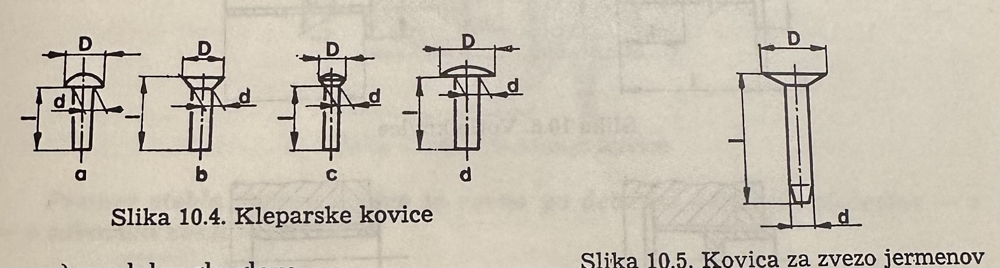 D D D D D
d d d d
l l l l l
a b c d
d
Slika 10.4. Kleparske kovice
Slika 10.5. Kovica za zvezo jermenov